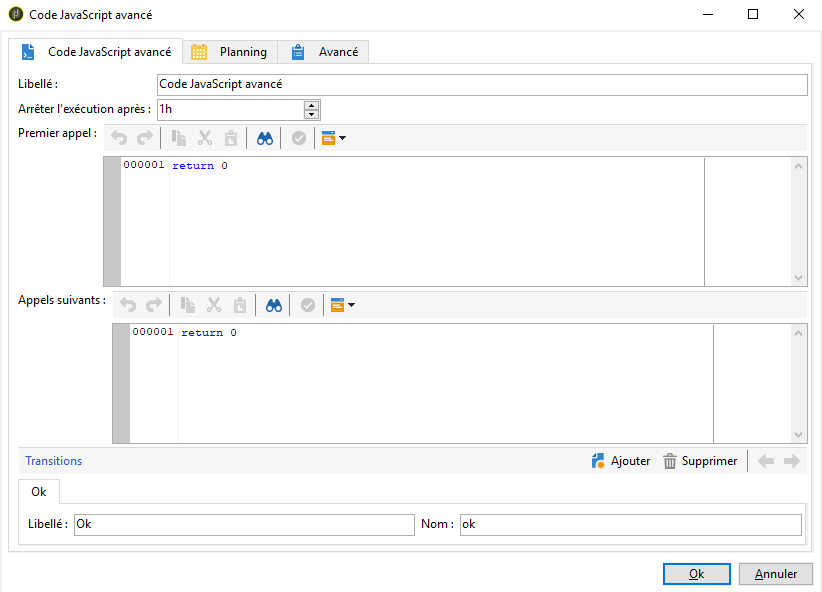 Code JavaScript avancé
Code JavaScript avancé Planning Avancé
Libellé : Code JavaScript avancé
Arrêter l'exécution après : 1h
Premier appel :
000001 return 0
Appels suivants :
000001 return 0
Transitions Ajouter Supprimer
Ok
Libellé : Ok Nom : ok
Ok Annuler